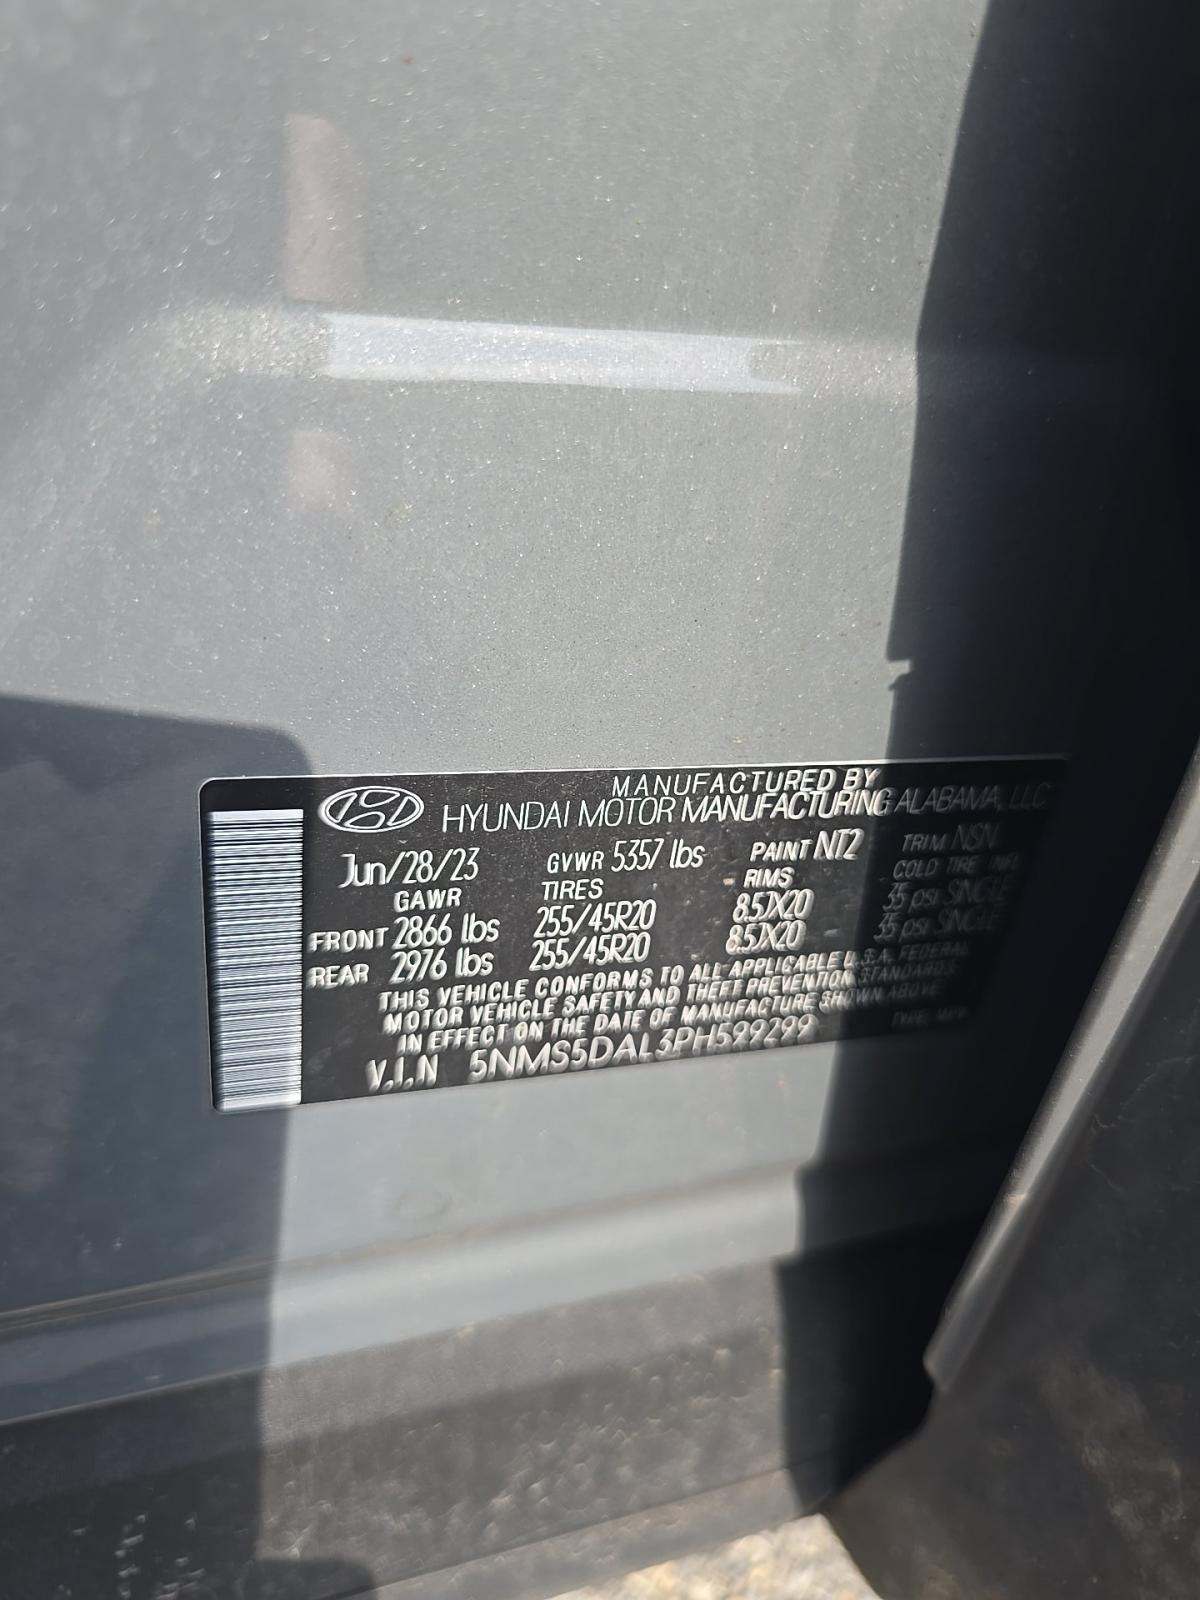 MANUFACTURED BY
HYUNDAI MOTOR MANUFACTURING ALABAMA, LLC
Jun/28/23 GVWR 5357 lbs PAINT NT2 TRIM NSN
GAWR TIRES RIMS COLD TIRE INFL
FRONT 2866 lbs 255/45R20 8.5JX20 35 psi SINGLE
REAR 2976 lbs 255/45R20 8.5JX20 35 psi SINGLE
THIS VEHICLE CONFORMS TO ALL APPLICABLE U.S.A. FEDERAL
MOTOR VEHICLE SAFETY AND THEFT PREVENTION STANDARDS
IN EFFECT ON THE DATE OF MANUFACTURE SHOWN ABOVE
V.I.N 5NMS5DAL3PH599299 TYPE: MPV